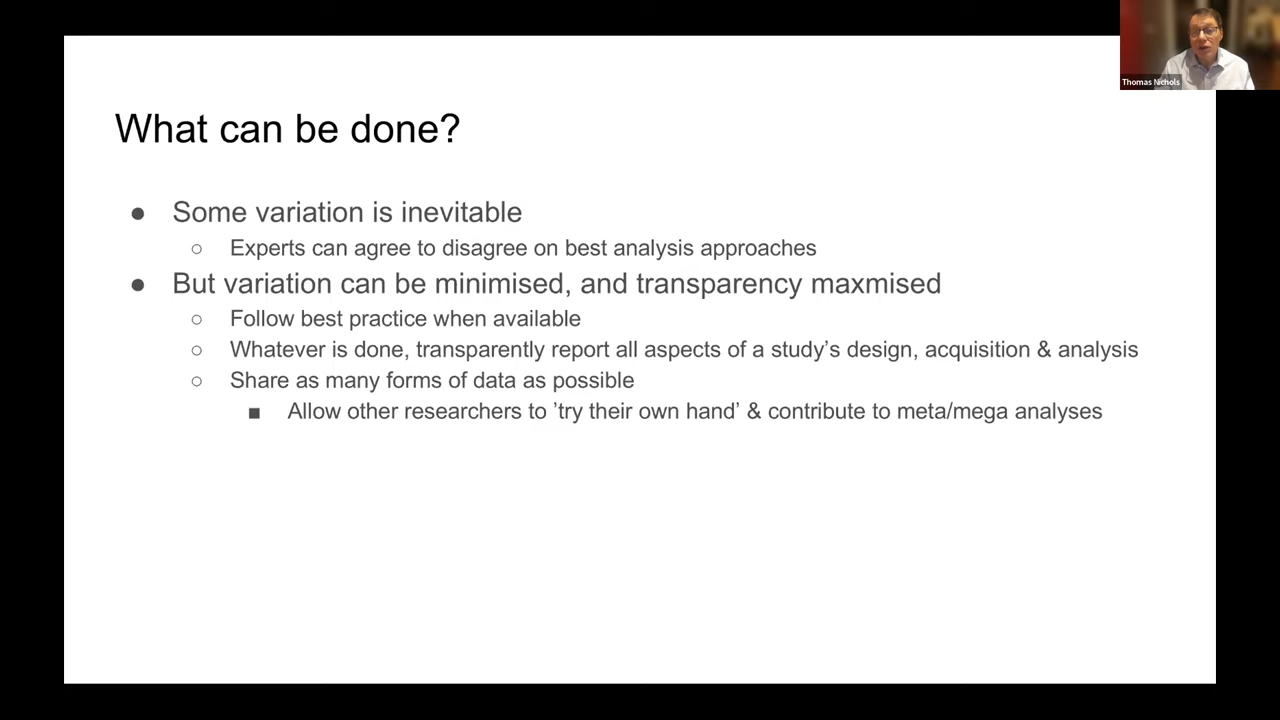 Thomas Nichols
What can be done?
● Some variation is inevitable
○ Experts can agree to disagree on best analysis approaches
● But variation can be minimised, and transparency maxmised
○ Follow best practice when available
○ Whatever is done, transparently report all aspects of a study’s design, acquisition & analysis
○ Share as many forms of data as possible
■ Allow other researchers to ’try their own hand’ & contribute to meta/mega analyses